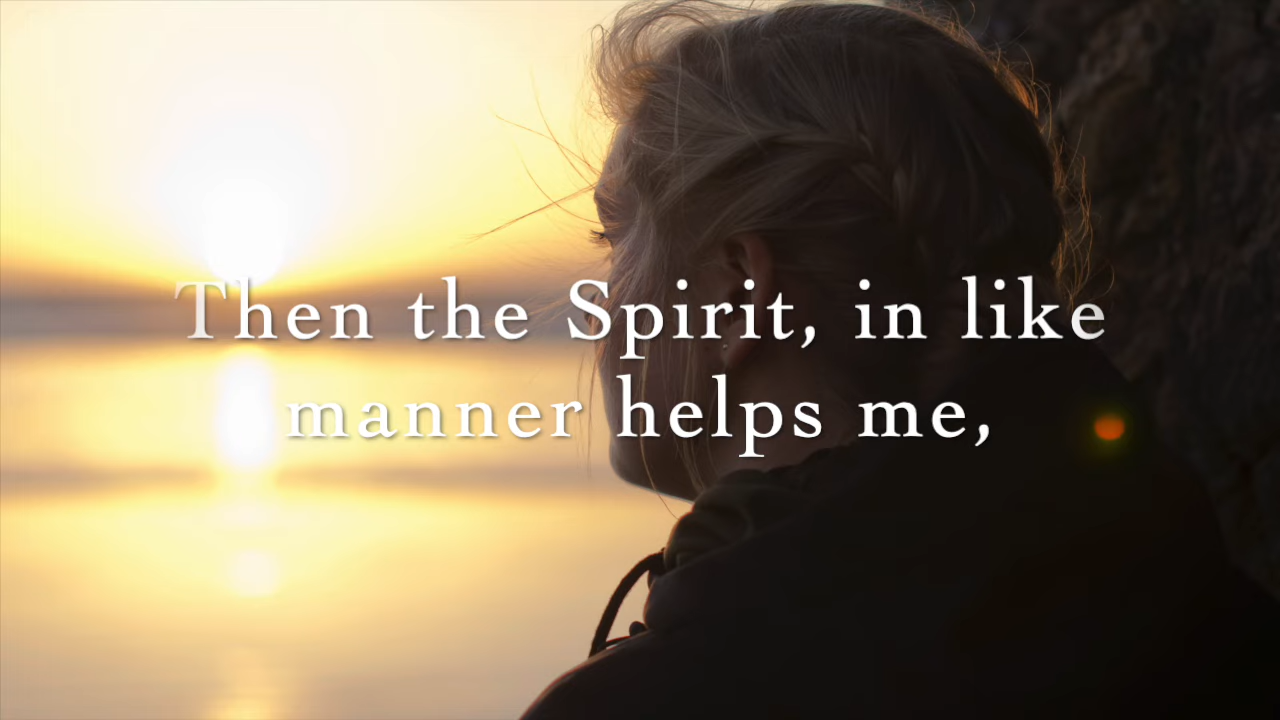 Then the Spirit, in like
manner helps me,